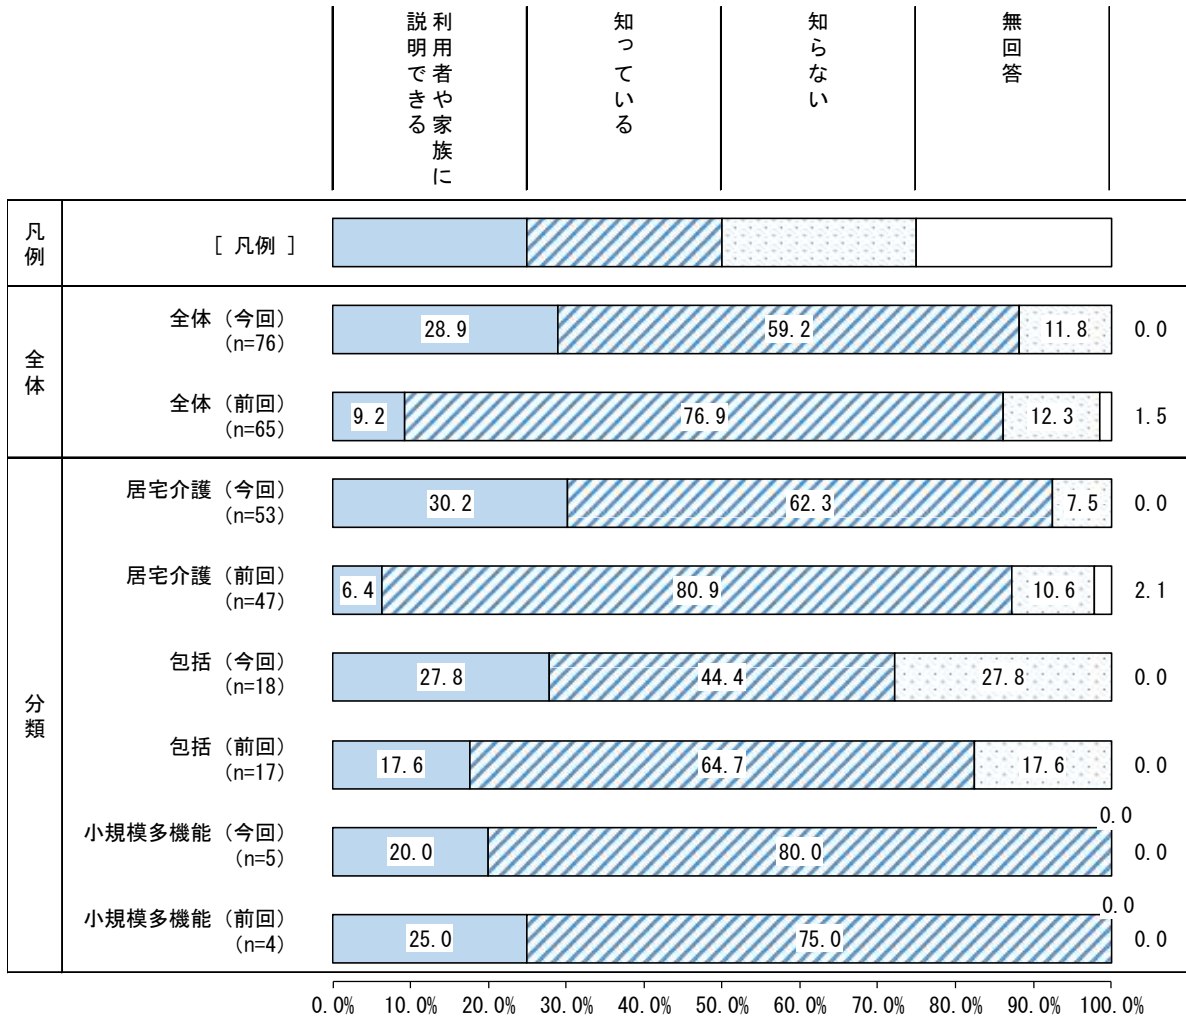 利用者や家族に
説明できる
知っている
知らない
無回答
凡例
[ 凡例 ]
全体
全体（今回）
(n=76)
28.9
59.2
11.8
0.0
全体（前回）
(n=65)
9.2
76.9
12.3
1.5
分類
居宅介護（今回）
(n=53)
30.2
62.3
7.5
0.0
居宅介護（前回）
(n=47)
6.4
80.9
10.6
2.1
包括（今回）
(n=18)
27.8
44.4
27.8
0.0
包括（前回）
(n=17)
17.6
64.7
17.6
0.0
小規模多機能（今回）
(n=5)
20.0
80.0
0.0
0.0
小規模多機能（前回）
(n=4)
25.0
75.0
0.0
0.0
0.0% 10.0% 20.0% 30.0% 40.0% 50.0% 60.0% 70.0% 80.0% 90.0% 100.0%